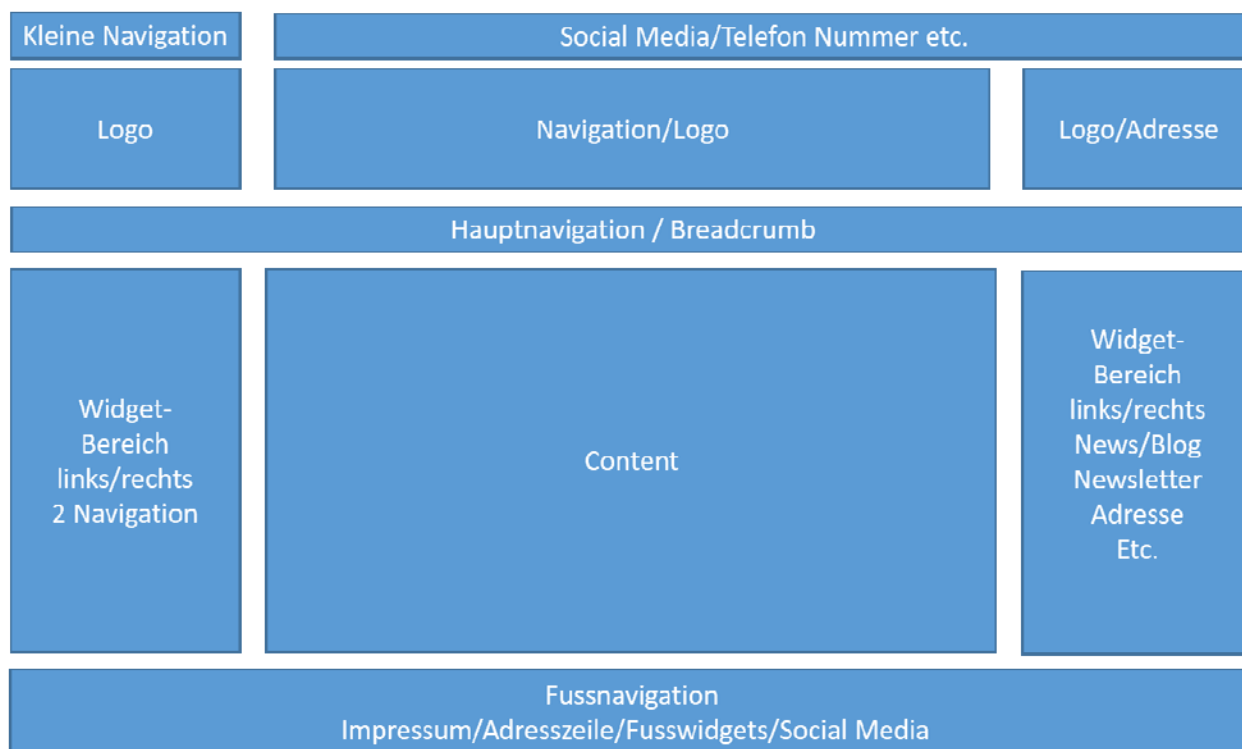 Kleine Navigation
Social Media/Telefon Nummer etc.
Logo
Navigation/Logo
Logo/Adresse
Hauptnavigation / Breadcrumb
Widget-
Bereich
links/rechts
2 Navigation
Content
Widget-
Bereich
links/rechts
News/Blog
Newsletter
Adresse
Etc.
Fussnavigation
Impressum/Adresszeile/Fusswidgets/Social Media